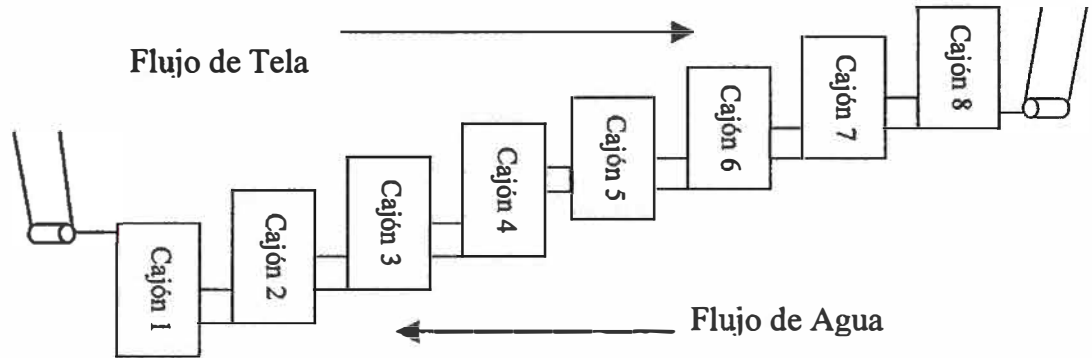 Flujo de Tela
Cajón 1
Cajón 2
Cajón 3
Cajón 4
Cajón 5
Cajón 6
Cajón 7
Cajón 8
Flujo de Agua